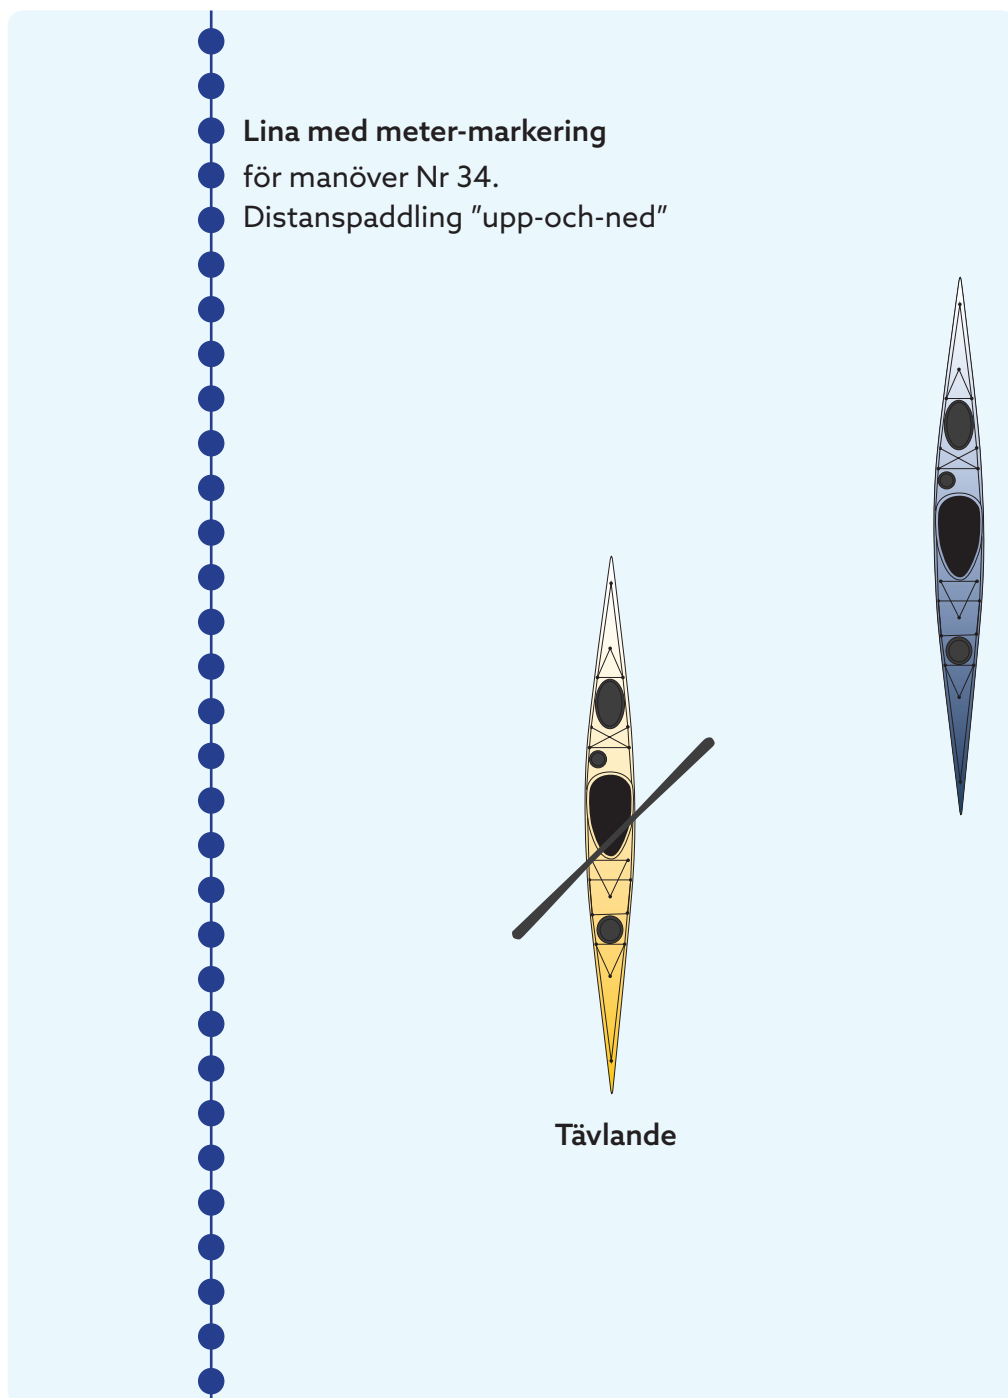 Lina med meter-markering
för manöver Nr 34.
Distanspaddling ”upp-och-ned”
Tävlande